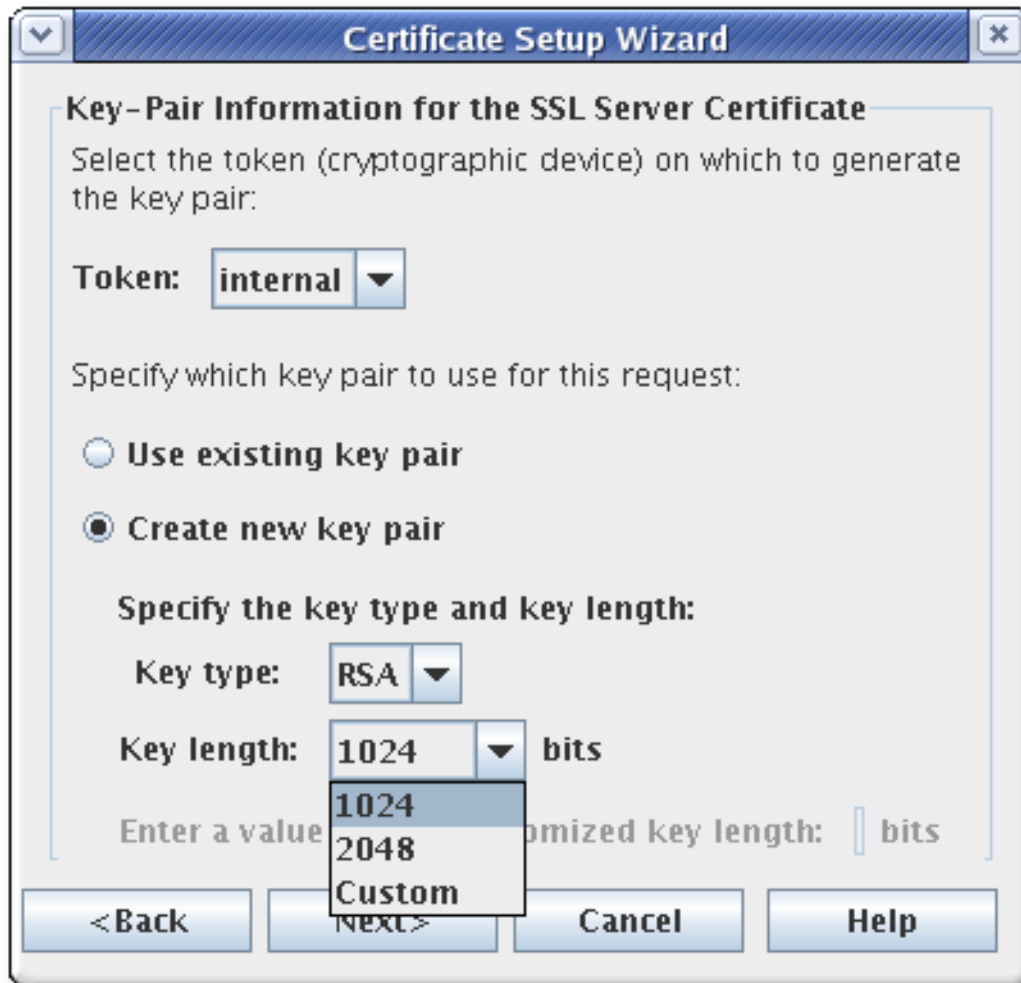 Certificate Setup Wizard
Key-Pair Information for the SSL Server Certificate
Select the token (cryptographic device) on which to generate
the key pair:
Token: internal
Specify which key pair to use for this request:
Use existing key pair
Create new key pair
Specify the key type and key length:
Key type: RSA
Key length: 1024 bits
1024
Enter a value omized key length: bits
2048
Custom
<Back Next> Cancel Help